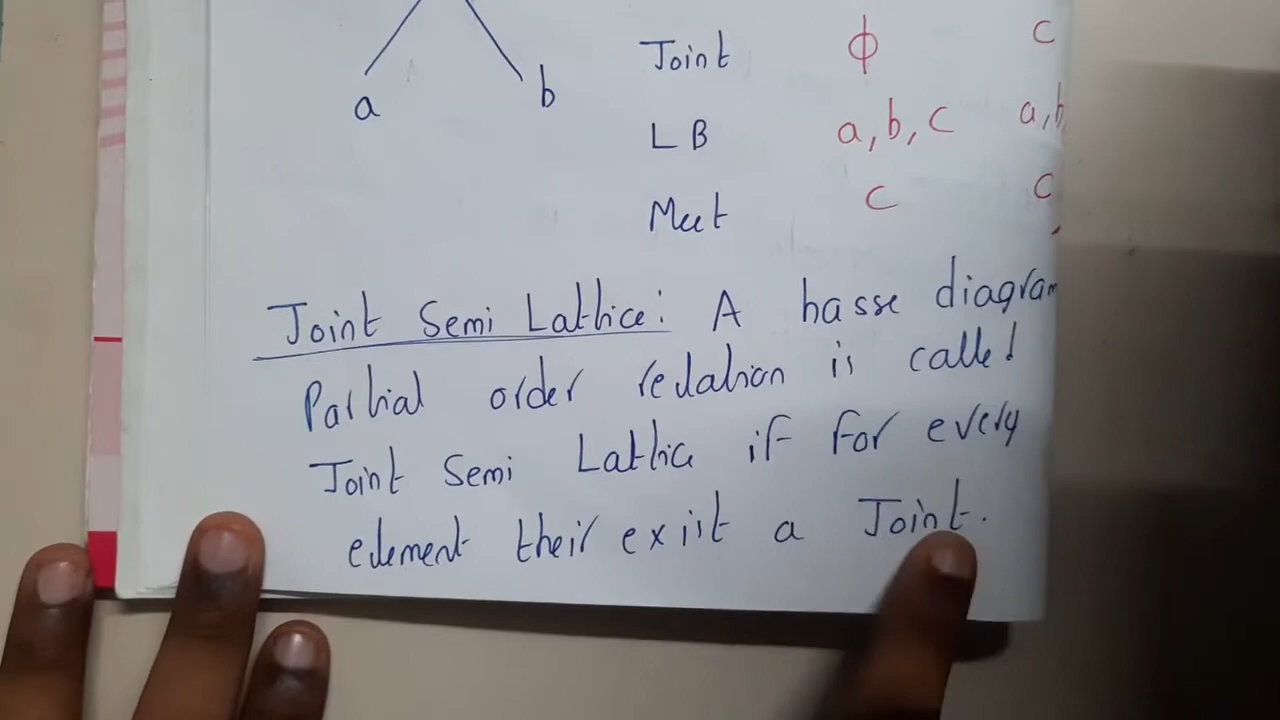 Joint ϕ c
a b
LB a,b,c a,b
Meet c c
Joint Semi Lattice: A hasse diagram
Partial order relation is called
Joint Semi Lattice if for every
element their exist a Joint.